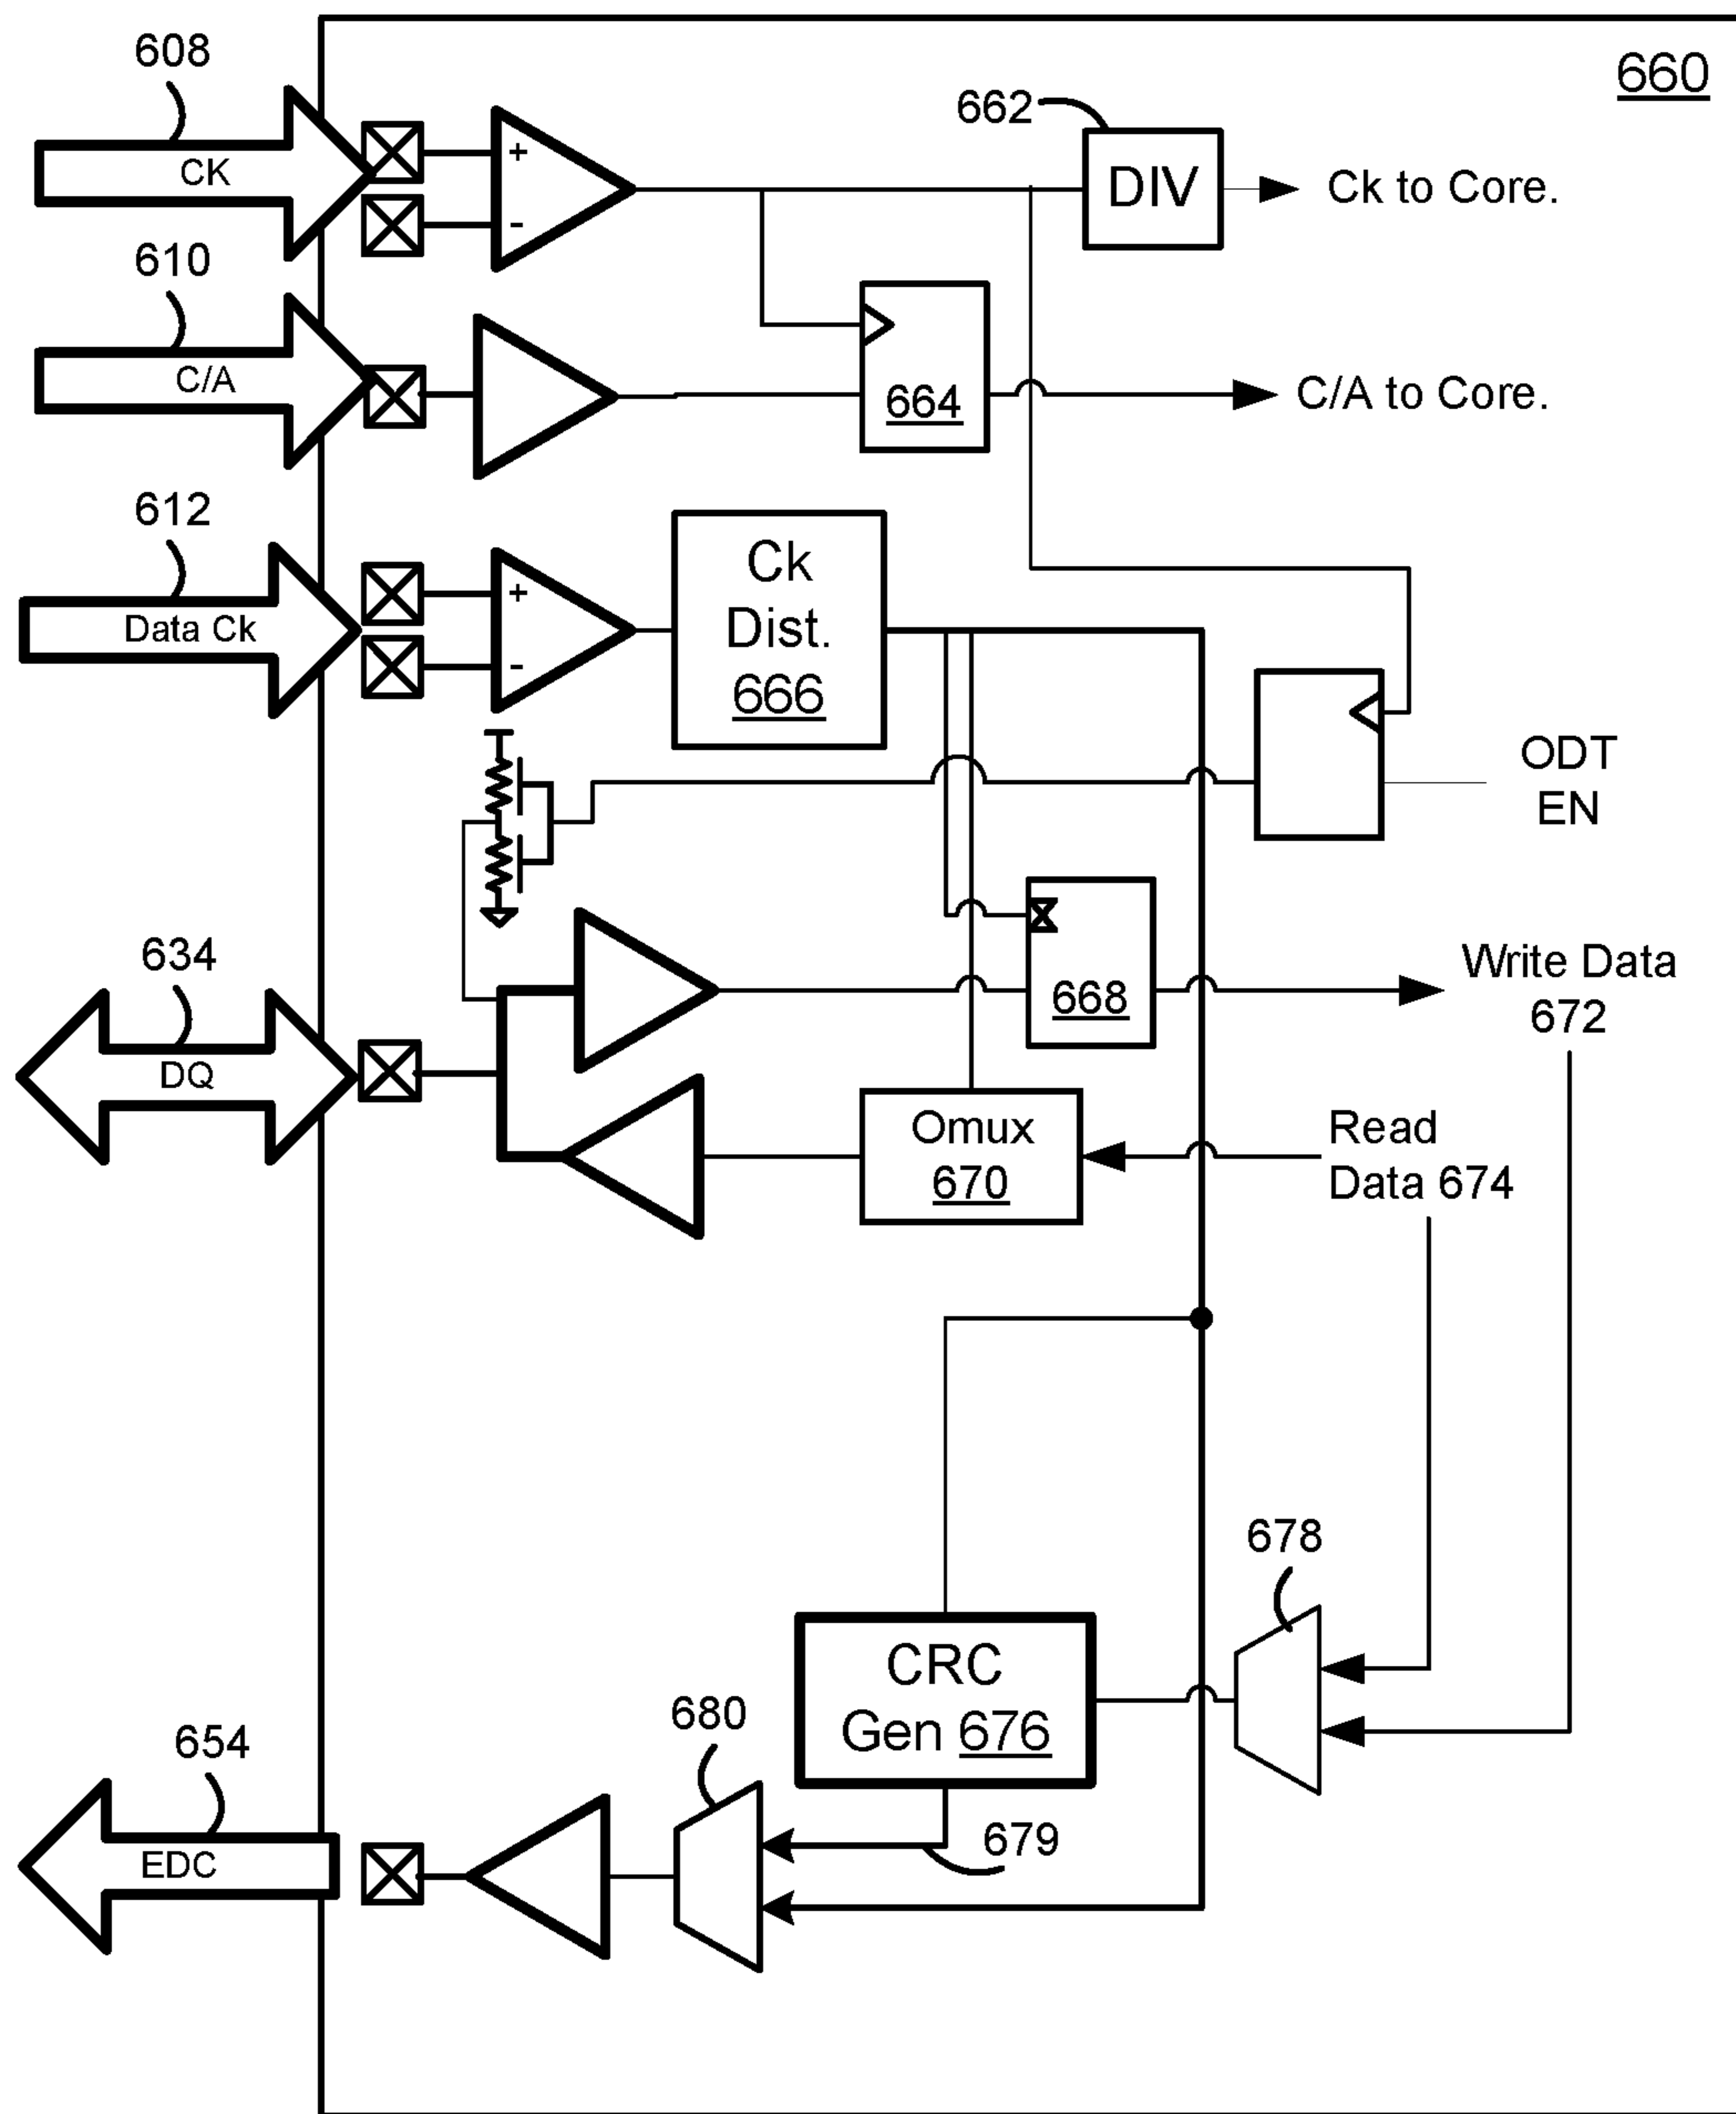 608
660
662
CK
+
-
DIV
Ck to Core.
610
C/A
664
C/A to Core.
612
Data Ck
+
-
Ck
Dist.
666
ODT
EN
634
DQ
668
Write Data
672
Omux
670
Read
Data 674
678
CRC
Gen 676
680
654
679
EDC